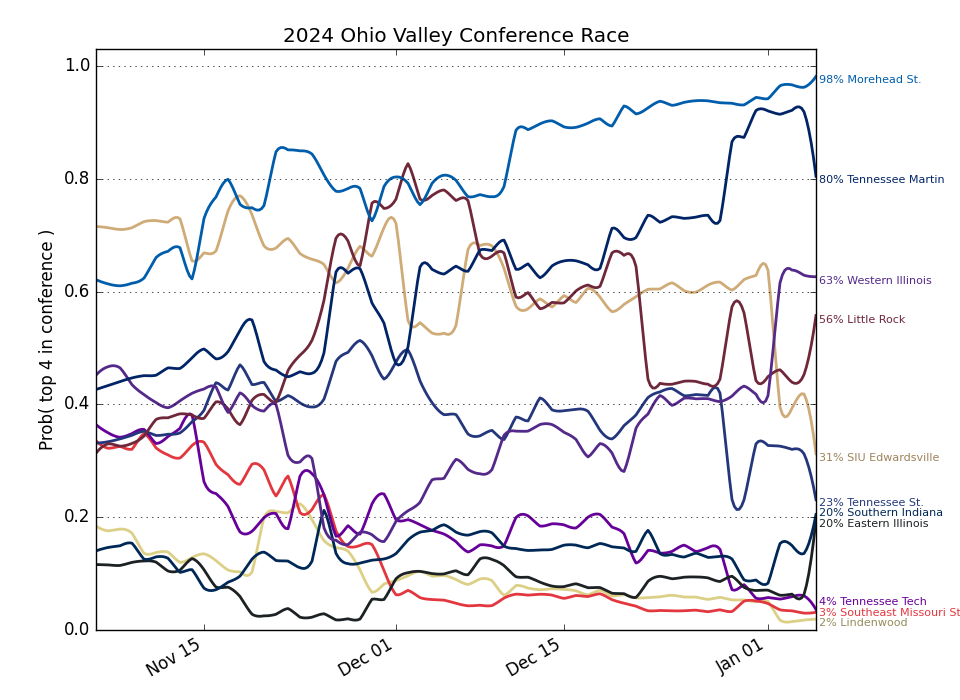 2024 Ohio Valley Conference Race
Prob( top 4 in conference )
1.0
0.8
0.6
0.4
0.2
0.0
Nov 15
Dec 01
Dec 15
Jan 01
98% Morehead St.
80% Tennessee Martin
63% Western Illinois
56% Little Rock
31% SIU Edwardsville
23% Tennessee St.
20% Southern Indiana
20% Eastern Illinois
4% Tennessee Tech
3% Southeast Missouri St
2% Lindenwood